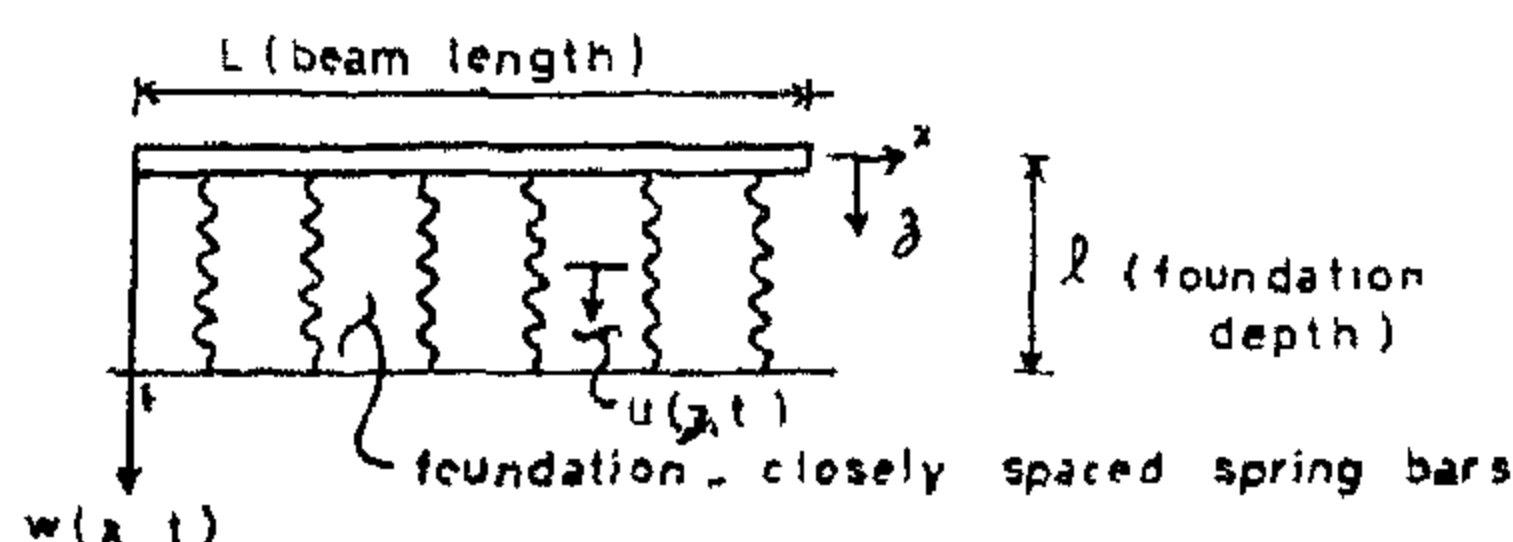 L (beam length)
x
z
l (foundation
depth)
u(z,t)
foundation - closely spaced spring bars
w(x t)